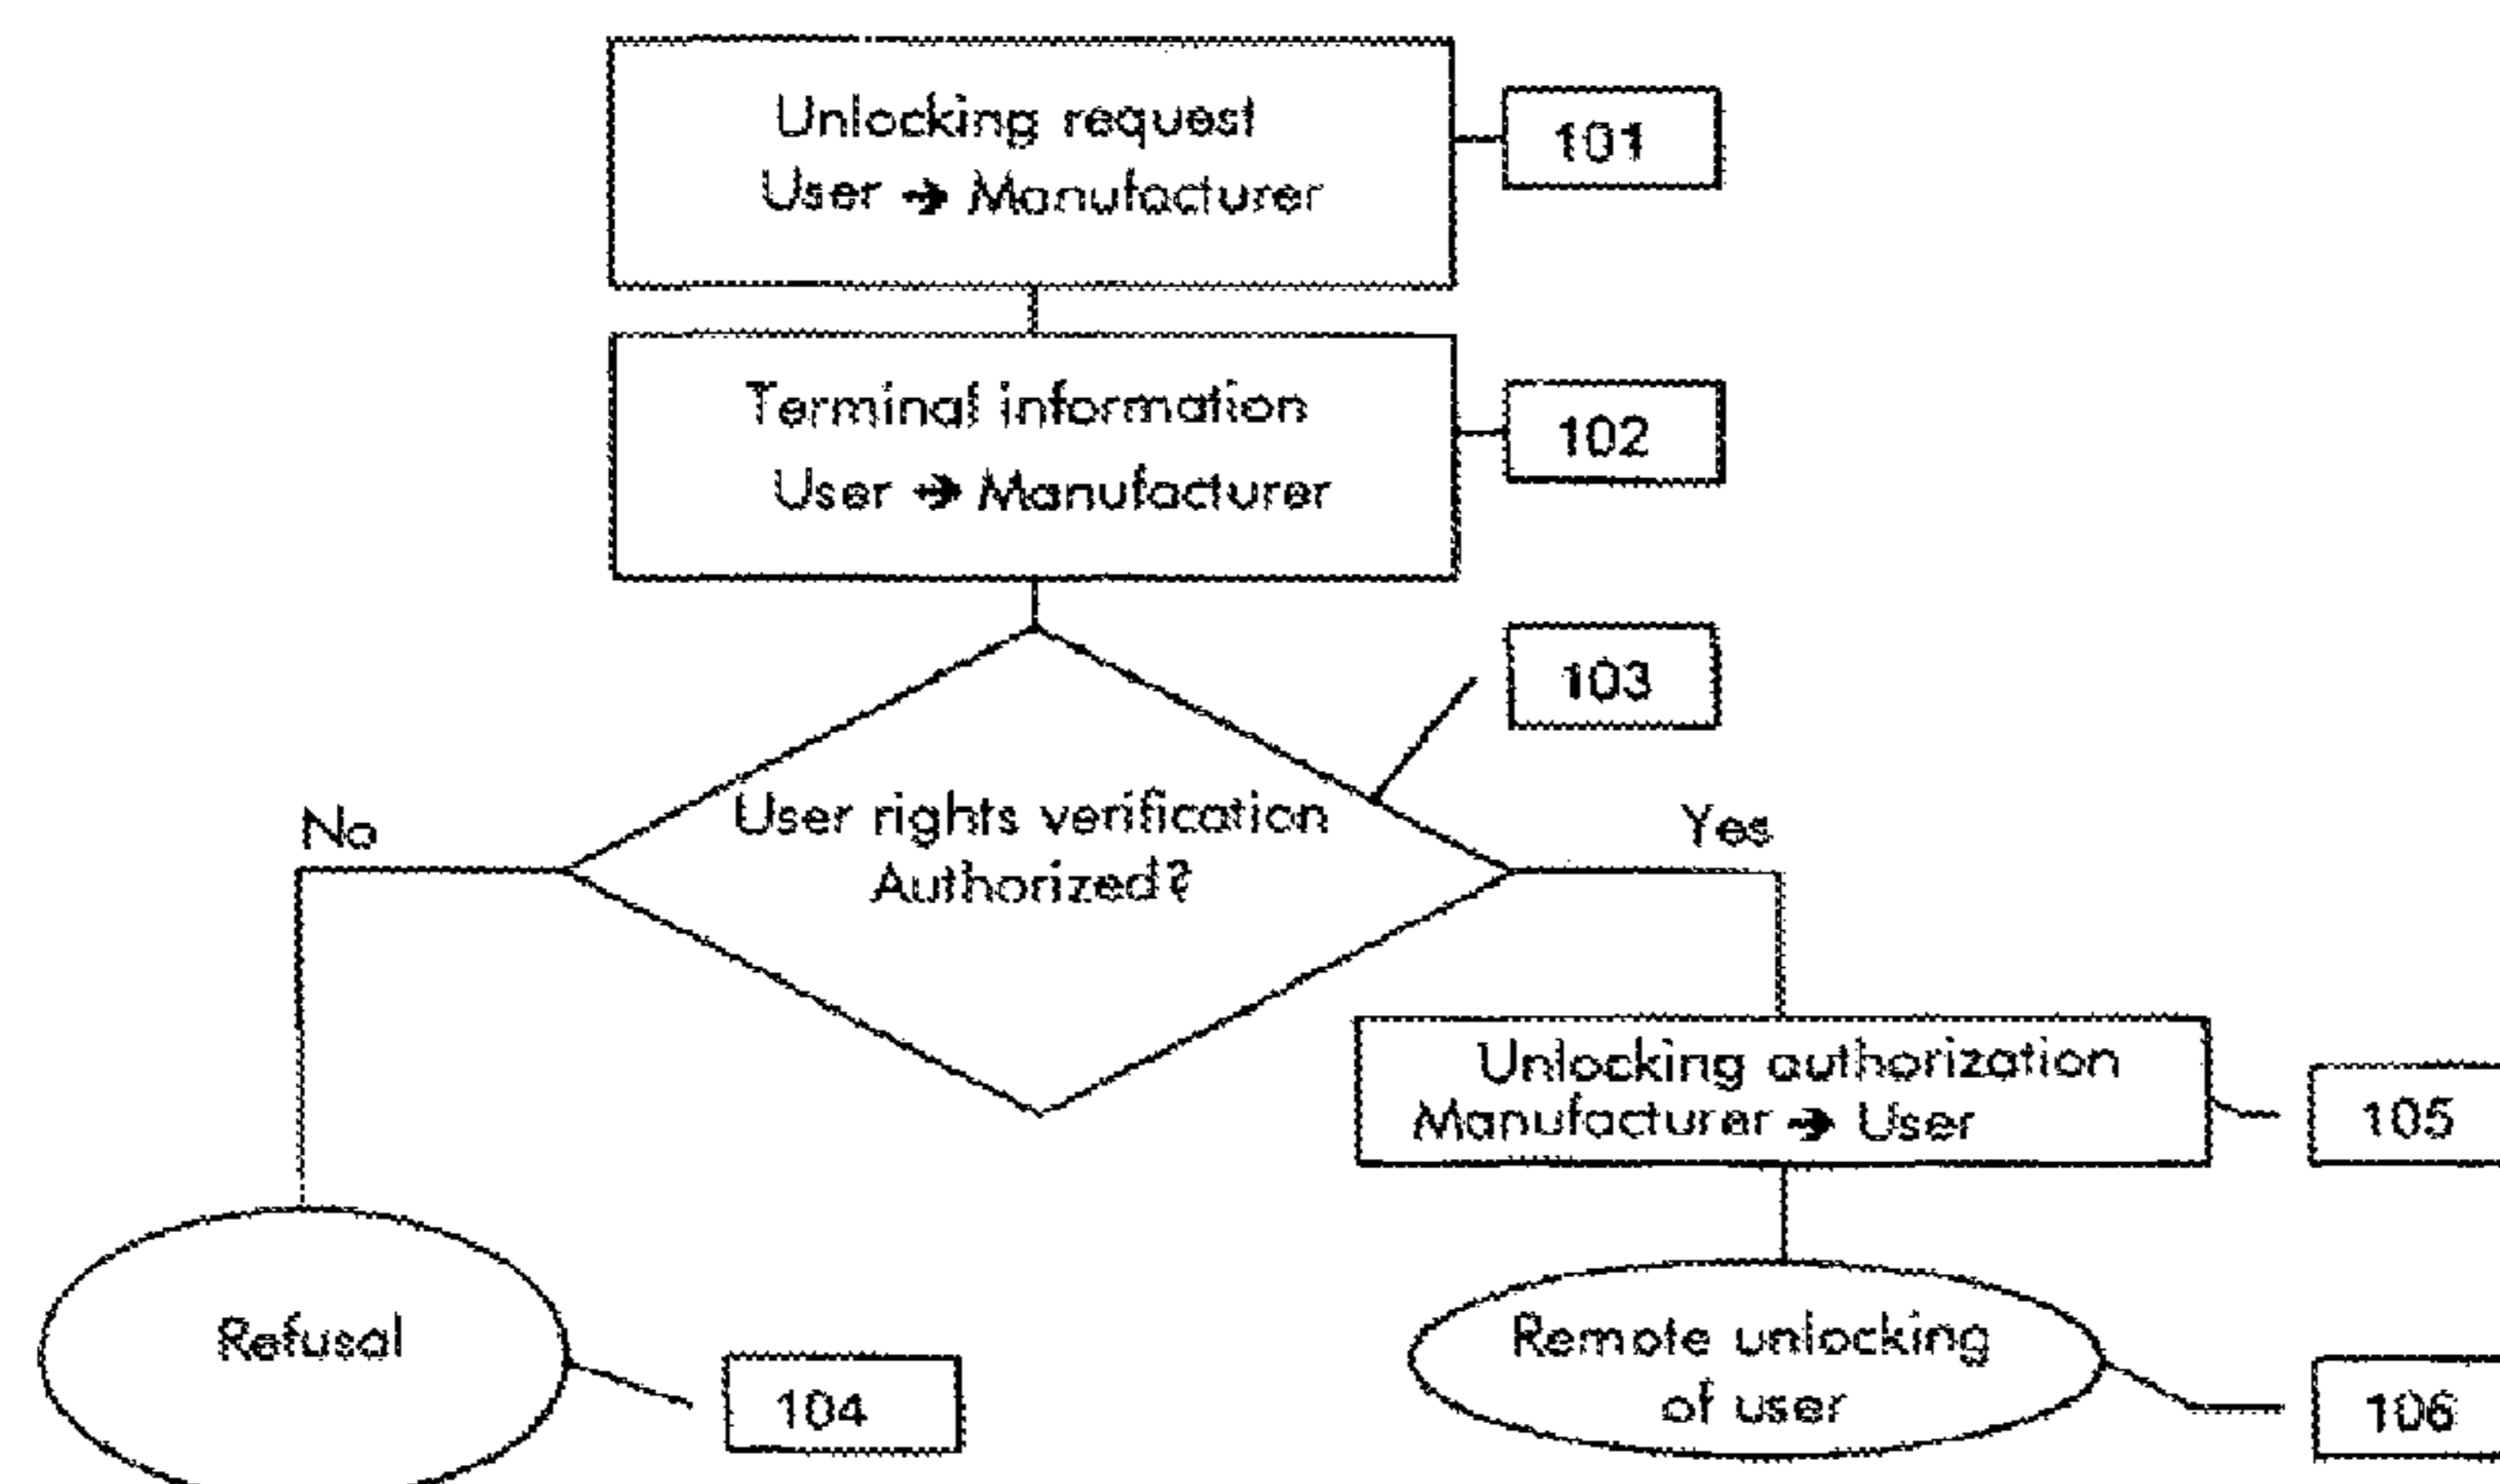 Unlocking request
User → Manufacturer
101
Terminal information
User → Manufacturer
102
103
User rights verification
Authorized?
No
Yes
Unlocking authorization
Manufacturer → User
105
Refusal
104
Remote unlocking
of user
106